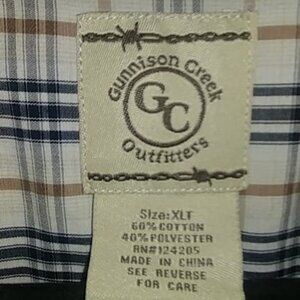 Gunnison Creek
GC
Outfitters
Size: XLT
60% COTTON
40% POLYESTER
RN#124205
MADE IN CHINA
SEE REVERSE
FOR CARE